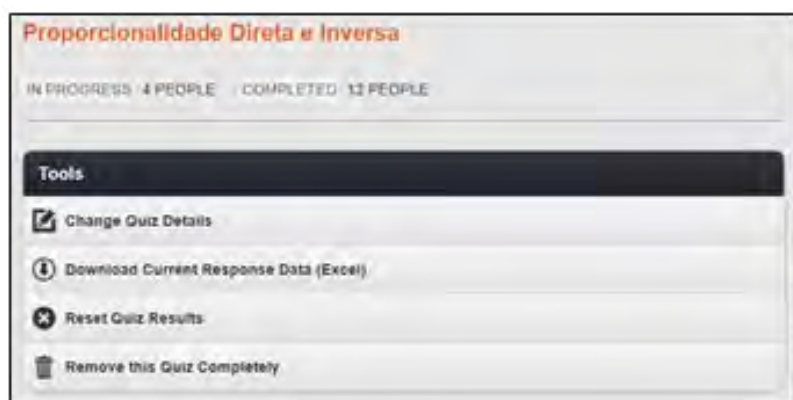 Proporcionalidade Direta e Inversa
IN PROGRESS 4 PEOPLE COMPLETED 12 PEOPLE
Tools
Change Quiz Details
Download Current Response Data (Excel)
Reset Quiz Results
Remove this Quiz Completely